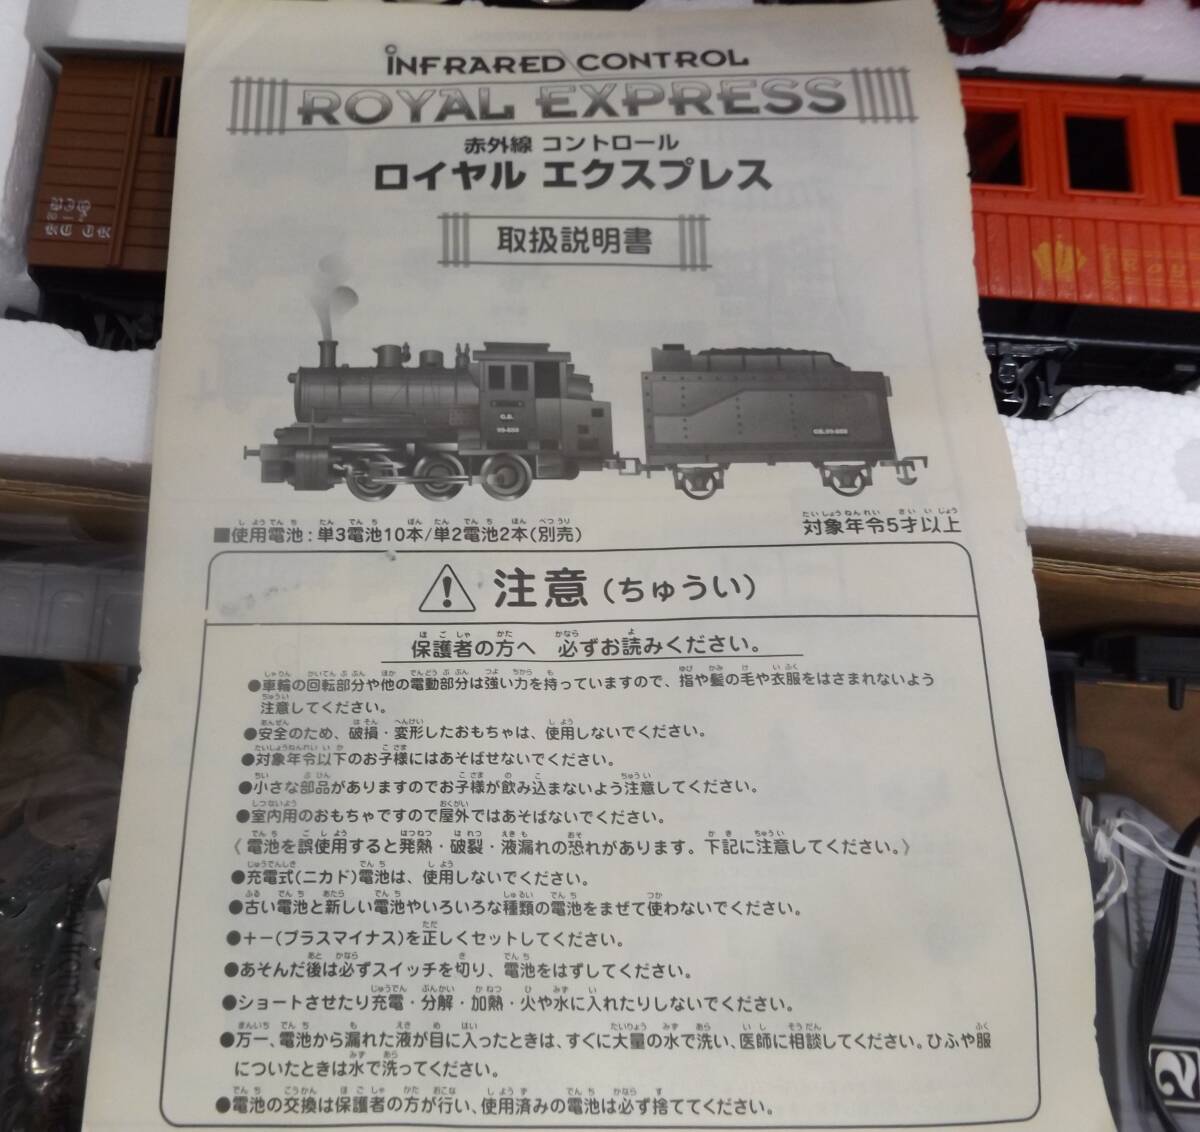 INFRARED CONTROL
ROYAL EXPRESS
赤外線 コントロール
ロイヤル エクスプレス
取扱説明書
■使用電池:単3電池10本/単2電池2本(別売)
対象年令5才以上
注意(ちゅうい)
保護者の方へ 必ずお読みください。
●車輪の回転部分や他の電動部分は強い力を持っていますので、指や髪の毛や衣服をはさまれないよう
注意してください。
●安全のため、破損・変形したおもちゃは、使用しないでください。
●対象年令以下のお子様にはあそばせないでください。
●小さな部品がありますのでお子様が飲み込まないよう注意してください。
●室内用のおもちゃですので屋外ではあそばないでください。
〈電池を誤使用すると発熱・破裂・液漏れの恐れがあります。下記に注意してください。〉
●充電式(ニカド)電池は、使用しないでください。
●古い電池と新しい電池やいろいろな種類の電池をまぜて使わないでください。
●+−(プラスマイナス)を正しくセットしてください。
●あそんだ後は必ずスイッチを切り、電池をはずしてください。
●ショートさせたり充電・分解・加熱・火や水に入れたりしないでください。
●万一、電池から漏れた液が目に入ったときは、すぐに大量の水で洗い、医師に相談してください。ひふや服
についたときは水で洗ってください。
●電池の交換は保護者の方が行い、使用済みの電池は必ず捨ててください。